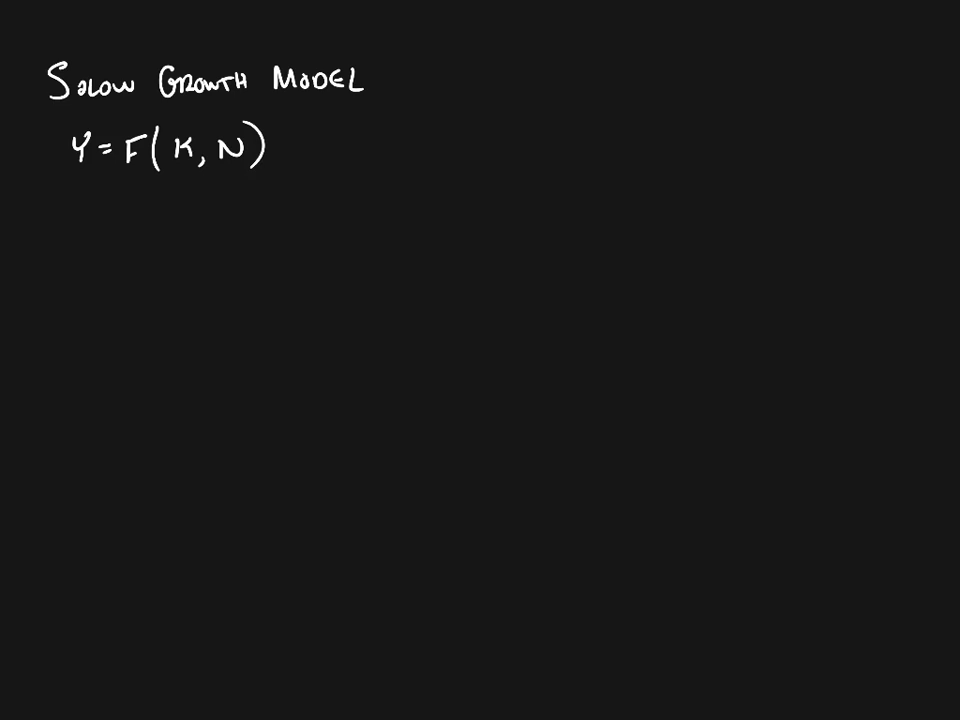 SOLOW GROWTH MODEL
Y = F(K, N)